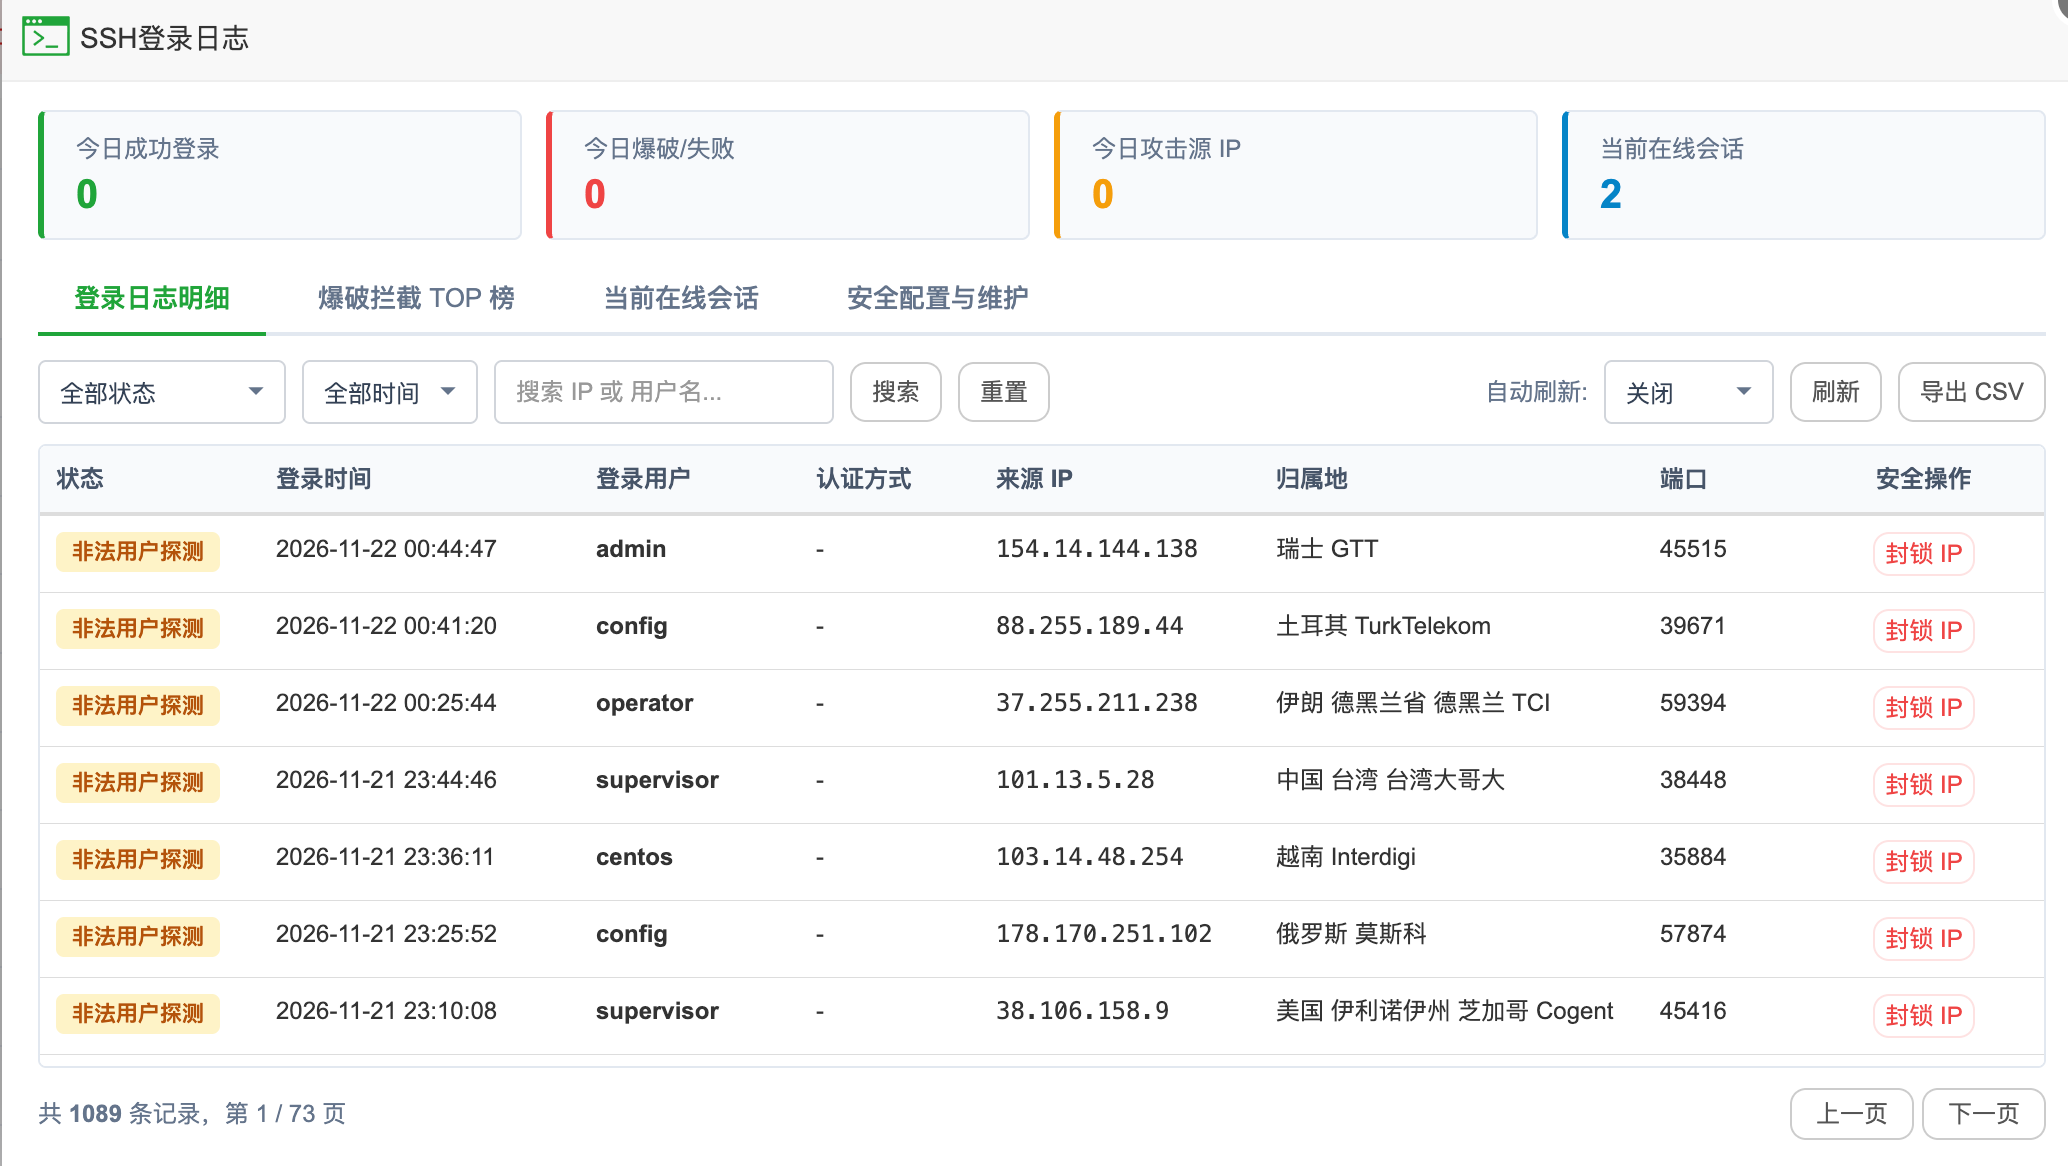 SSH登录日志
今日成功登录
0
今日爆破/失败
0
今日攻击源 IP
0
当前在线会话
2
登录日志明细 爆破拦截 TOP 榜 当前在线会话 安全配置与维护
全部状态 全部时间 搜索 IP 或 用户名... 搜索 重置 自动刷新: 关闭 刷新 导出 CSV
状态 登录时间 登录用户 认证方式 来源 IP 归属地 端口 安全操作
非法用户探测 2026-11-22 00:44:47 admin - 154.14.144.138 瑞士 GTT 45515 封锁 IP
非法用户探测 2026-11-22 00:41:20 config - 88.255.189.44 土耳其 TurkTelekom 39671 封锁 IP
非法用户探测 2026-11-22 00:25:44 operator - 37.255.211.238 伊朗 德黑兰省 德黑兰 TCI 59394 封锁 IP
非法用户探测 2026-11-21 23:44:46 supervisor - 101.13.5.28 中国 台湾 台湾大哥大 38448 封锁 IP
非法用户探测 2026-11-21 23:36:11 centos - 103.14.48.254 越南 Interdigi 35884 封锁 IP
非法用户探测 2026-11-21 23:25:52 config - 178.170.251.102 俄罗斯 莫斯科 57874 封锁 IP
非法用户探测 2026-11-21 23:10:08 supervisor - 38.106.158.9 美国 伊利诺伊州 芝加哥 Cogent 45416 封锁 IP
共 1089 条记录，第 1 / 73 页 上一页 下一页